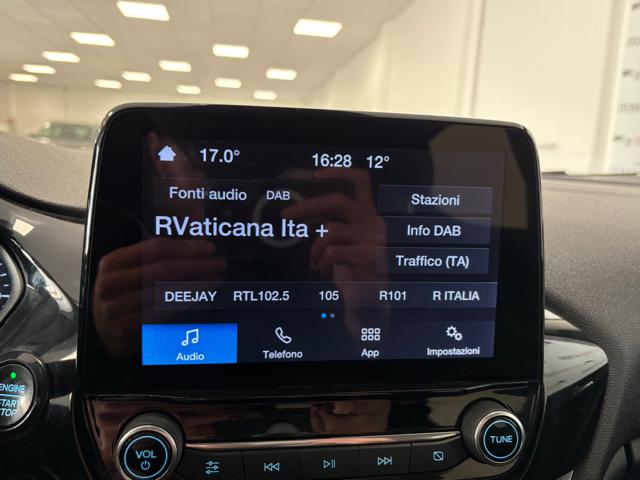 17.0° 16:28 12°
Fonti audio DAB Stazioni
RVaticana Ita + Info DAB
Traffico (TA)
DEEJAY RTL102.5 105 R101 R ITALIA
Audio Telefono App Impostazioni
ENGINE
START
STOP
VOL TUNE